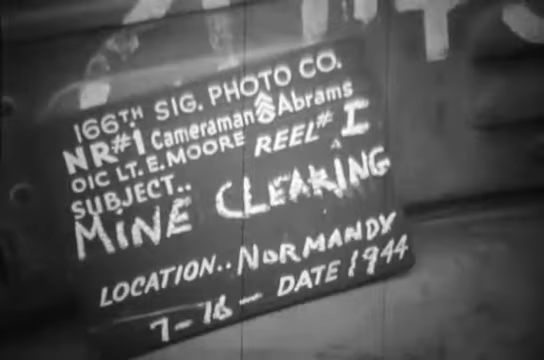 166TH SIG. PHOTO CO.
NR#1 Cameraman Abrams
OIC LT. E. MOORE REEL# I
SUBJECT..
MINE CLEARING
LOCATION.. NORMANDY
7-16- DATE 1944